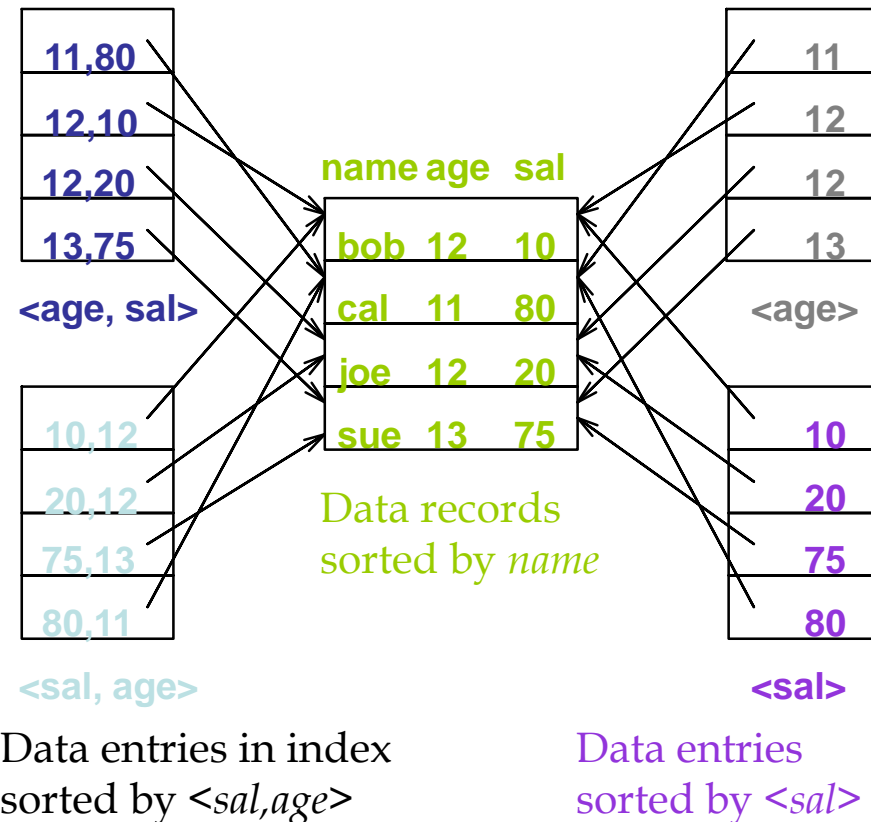 11,80
12,10
12,20
13,75
<age, sal>
10,12
20,12
75,13
80,11
<sal, age>
Data entries in index
sorted by <sal,age>
name age sal
bob 12 10
cal 11 80
joe 12 20
sue 13 75
Data records
sorted by name
11
12
12
13
<age>
10
20
75
80
<sal>
Data entries
sorted by <sal>